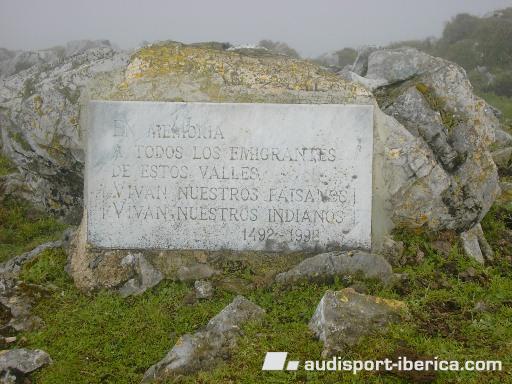 EN MEMORIA
A TODOS LOS EMIGRANTES
DE ESTOS VALLES
¡VIVAN NUESTROS PAISANOS!
¡VIVAN NUESTROS INDIANOS!
1492-1992
audisport-iberica.com